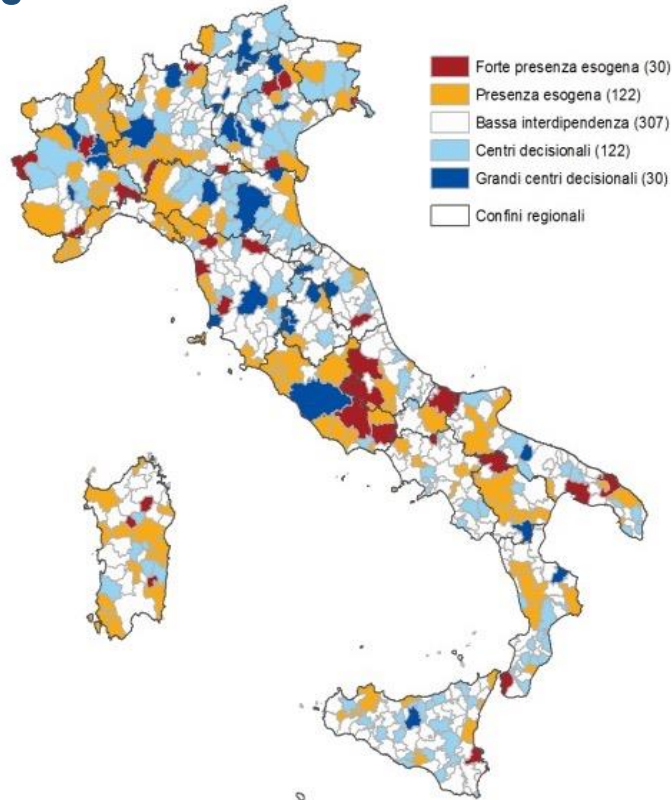 Forte presenza esogena (30)
Presenza esogena (122)
Bassa interdipendenza (307)
Centri decisionali (122)
Grandi centri decisionali (30)
Confini regionali